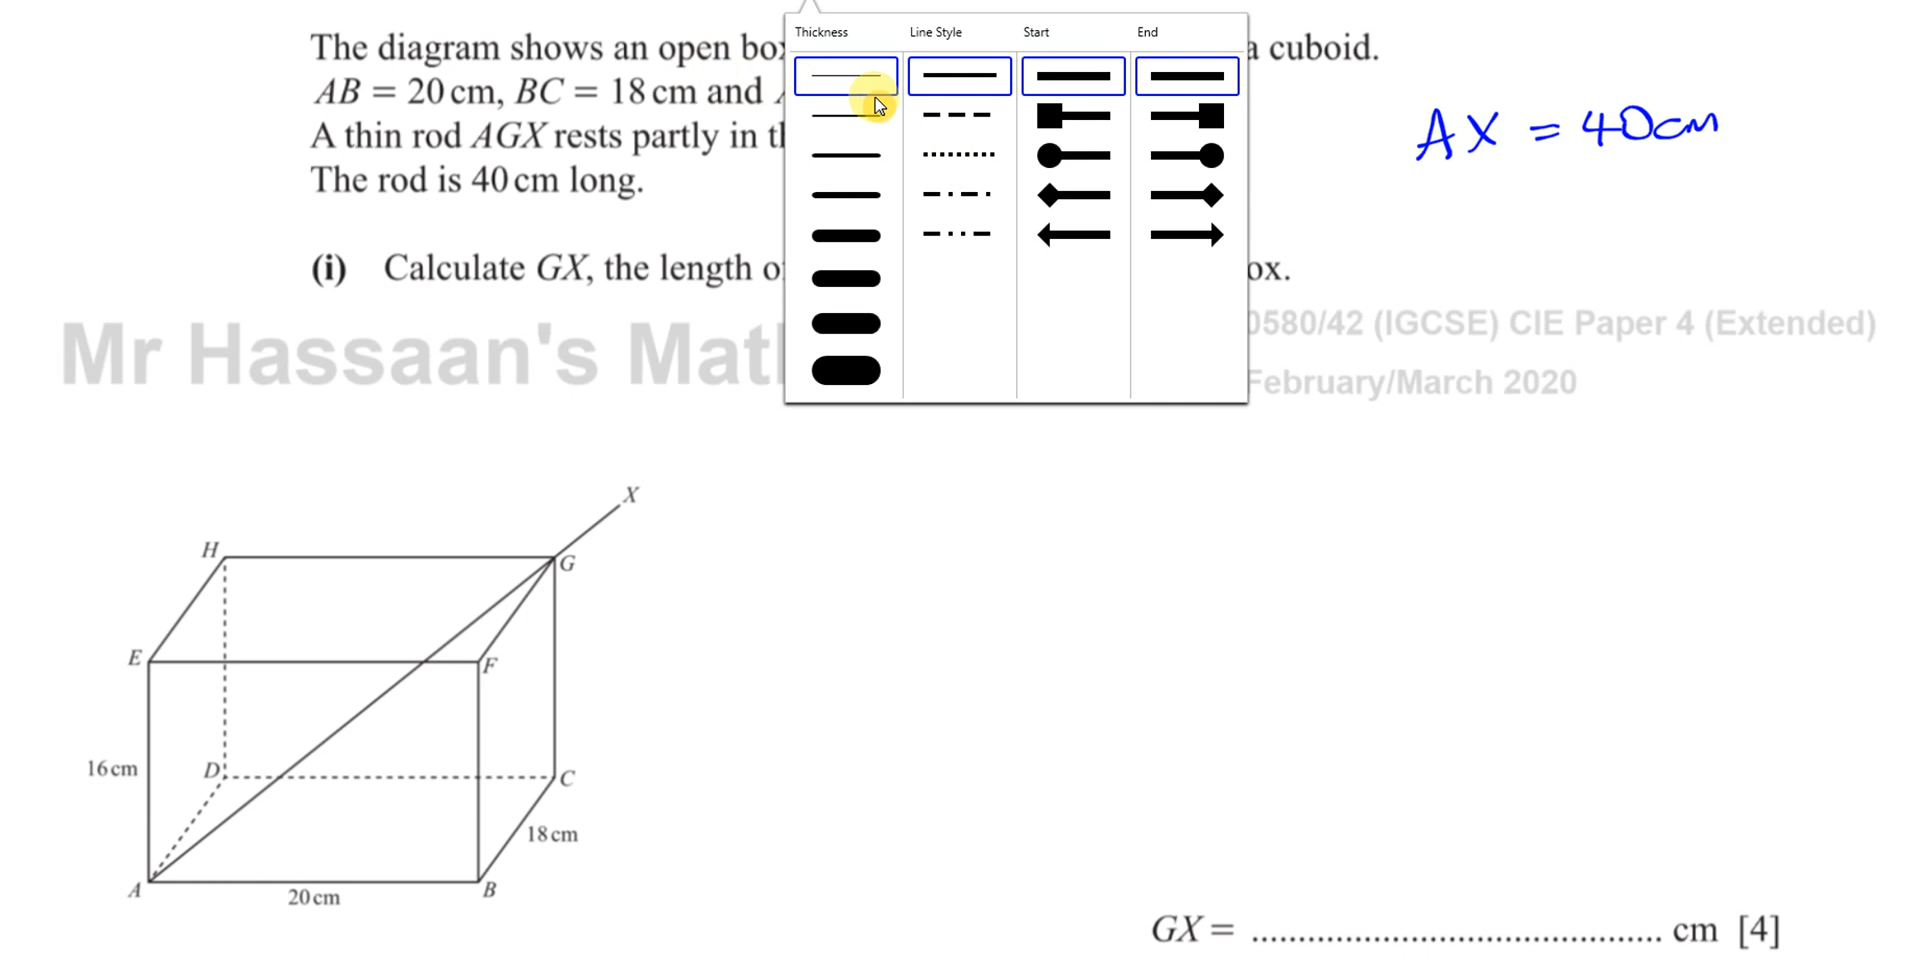 The diagram shows an open box
a cuboid.
AB = 20 cm, BC = 18 cm and
A thin rod AGX rests partly in
The rod is 40 cm long.
(i) Calculate GX, the length
ox.
Thickness Line Style Start End
AX = 40cm
Mr Hassaan's
0580/42 (IGCSE) CIE Paper 4 (Extended)
February/March 2020
X
H
G
E
F
16 cm
D
C
18 cm
A
B
20 cm
GX = ............................................ cm [4]